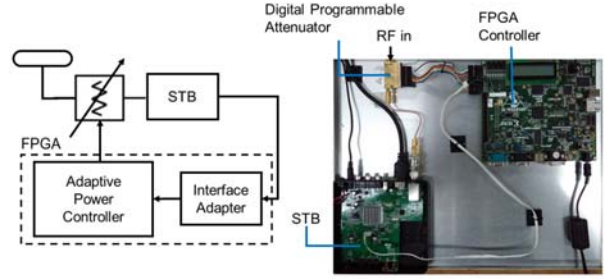 STB
FPGA
Adaptive
Power
Controller
Interface
Adapter
Digital Programmable
Attenuator
RF in
FPGA
Controller
STB